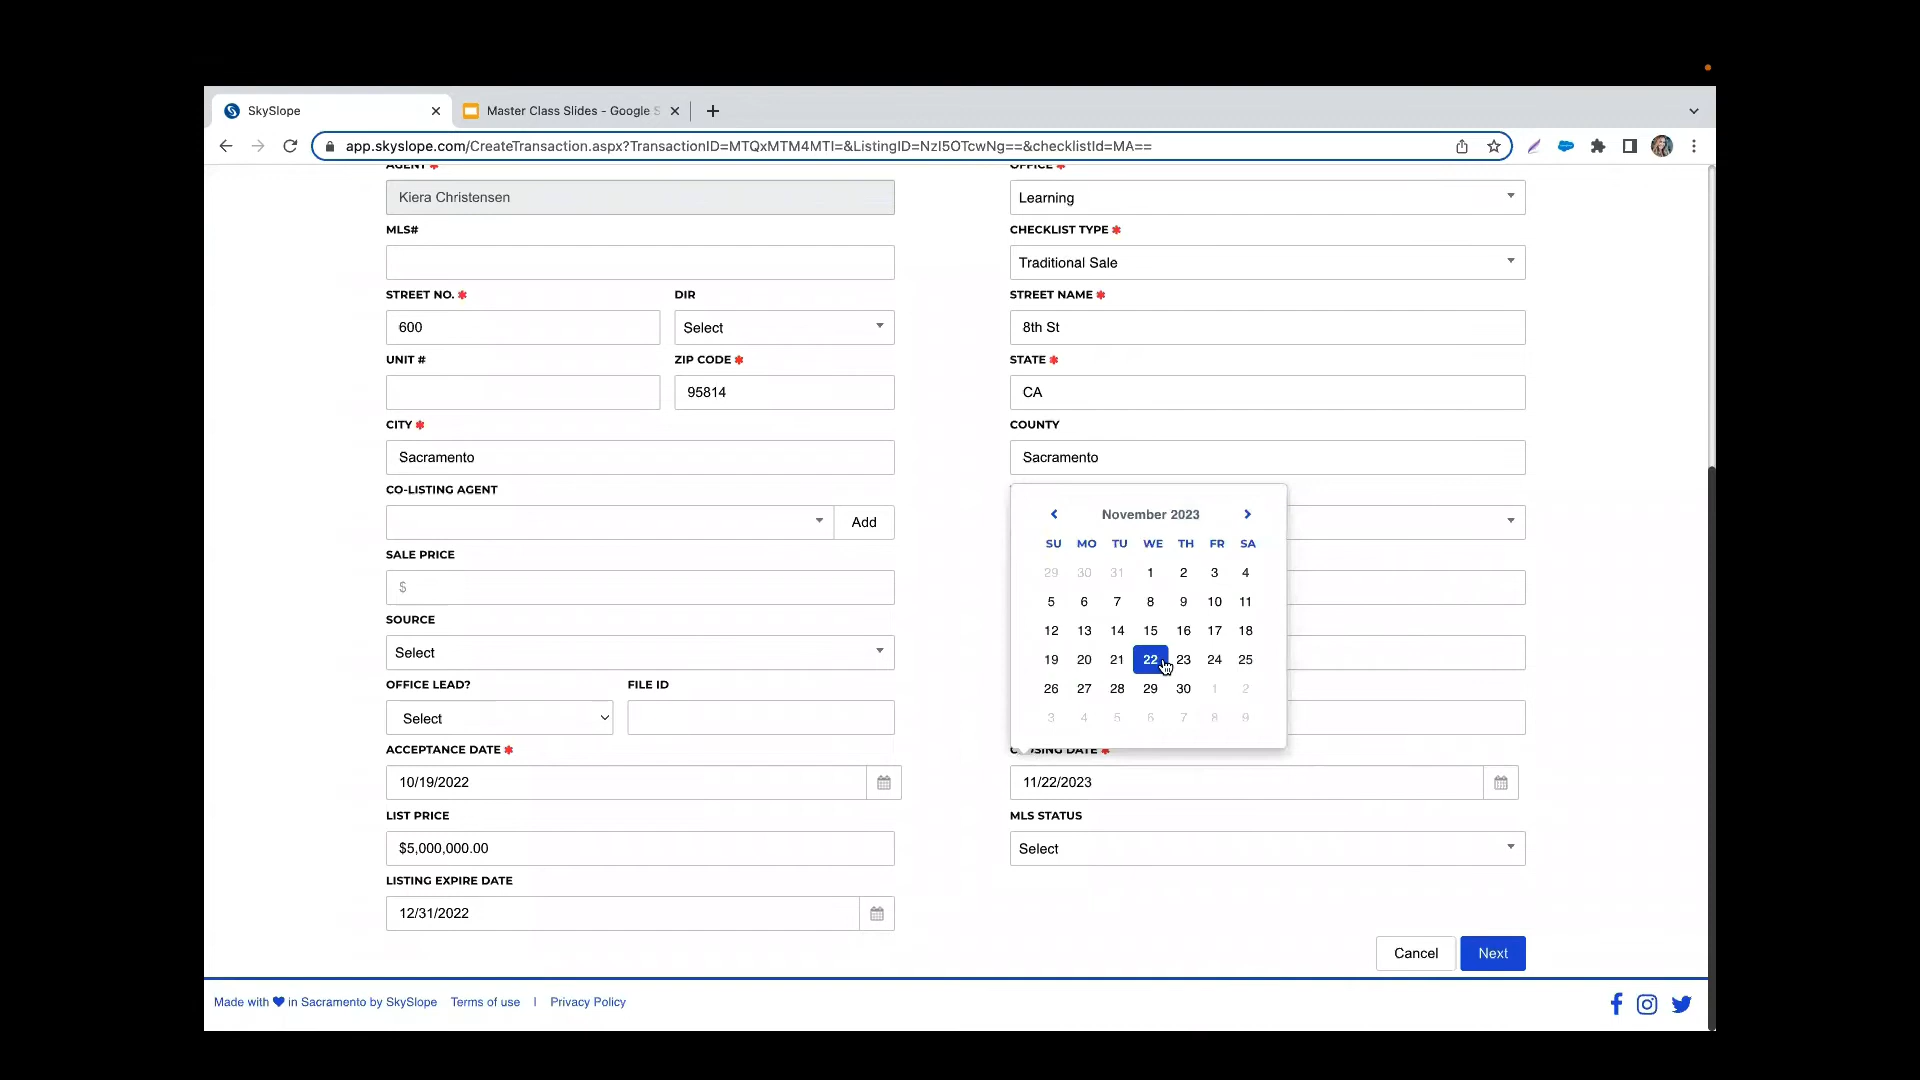 SkySlope
Master Class Slides - Google S
app.skyslope.com/CreateTransaction.aspx?TransactionID=MTQxMTM4MTI=&ListingID=NzI5OTcwNg==&checklistId=MA==
AGENT *
OFFICE *
Kiera Christensen
Learning
MLS#
CHECKLIST TYPE *
Traditional Sale
STREET NO. *
DIR
STREET NAME *
600
Select
8th St
UNIT #
ZIP CODE *
STATE *
95814
CA
CITY *
COUNTY
Sacramento
Sacramento
CO-LISTING AGENT
Add
SALE PRICE
$
SOURCE
Select
OFFICE LEAD?
FILE ID
Select
November 2023
SU MO TU WE TH FR SA
29 30 31 1 2 3 4
5 6 7 8 9 10 11
12 13 14 15 16 17 18
19 20 21 22 23 24 25
26 27 28 29 30 1 2
3 4 5 6 7 8 9
ACCEPTANCE DATE *
CLOSING DATE *
10/19/2022
11/22/2023
LIST PRICE
MLS STATUS
$5,000,000.00
Select
LISTING EXPIRE DATE
12/31/2022
Cancel
Next
Made with ♥ in Sacramento by SkySlope Terms of use | Privacy Policy